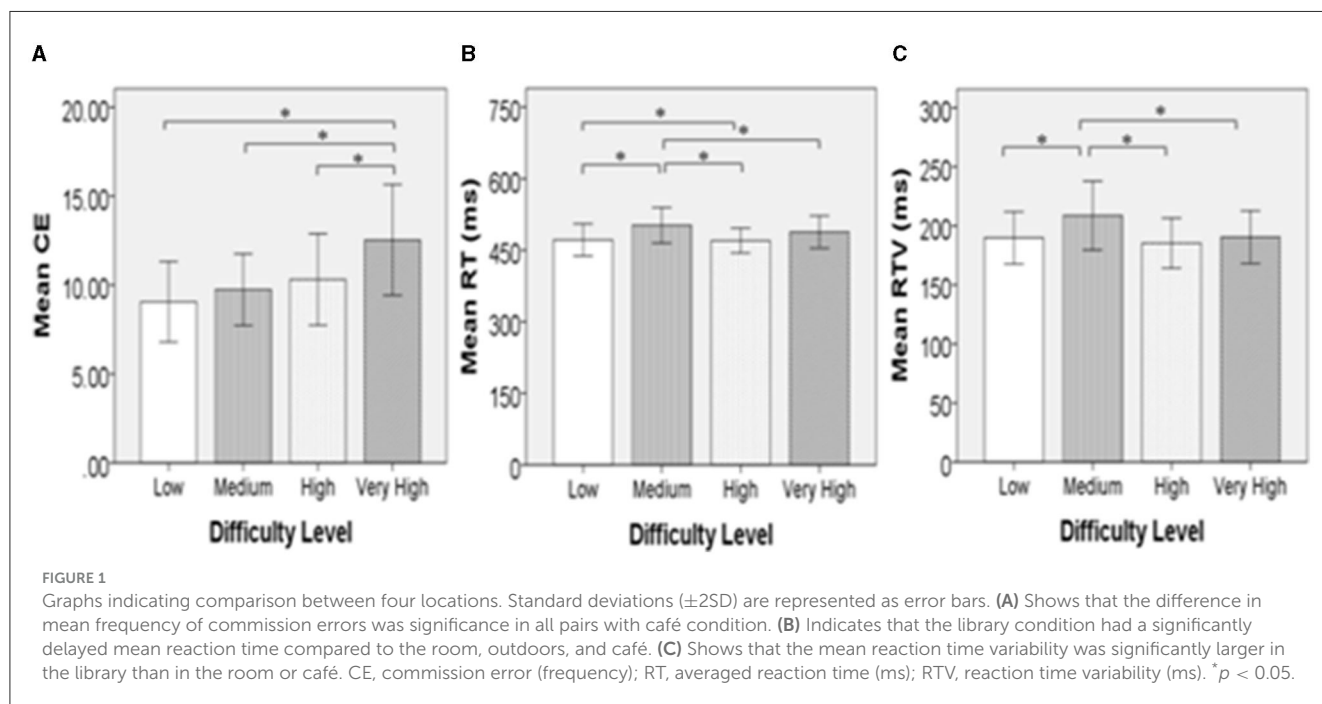 A
20.00
15.00
10.00
5.00
.00
Mean CE
*
*
*
Low Medium High Very High
Difficulty Level
B
750
600
450
300
150
0
Mean RT (ms)
*
*
*
*
Low Medium High Very High
Difficulty Level
C
300
250
200
150
100
50
0
Mean RTV (ms)
*
*
*
Low Medium High Very High
Difficulty Level
FIGURE 1
Graphs indicating comparison between four locations. Standard deviations (±2SD) are represented as error bars. (A) Shows that the difference in
mean frequency of commission errors was significance in all pairs with café condition. (B) Indicates that the library condition had a significantly
delayed mean reaction time compared to the room, outdoors, and café. (C) Shows that the mean reaction time variability was significantly larger in
the library than in the room or café. CE, commission error (frequency); RT, averaged reaction time (ms); RTV, reaction time variability (ms). *p < 0.05.